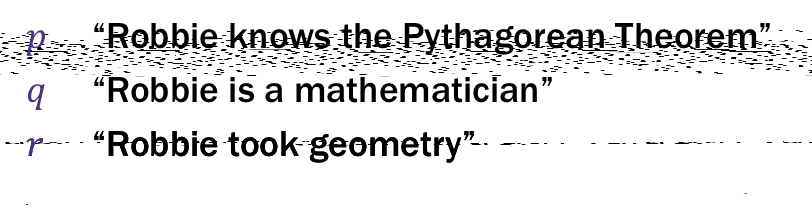 p “Robbie knows the Pythagorean Theorem”
q “Robbie is a mathematician”
r “Robbie took geometry”